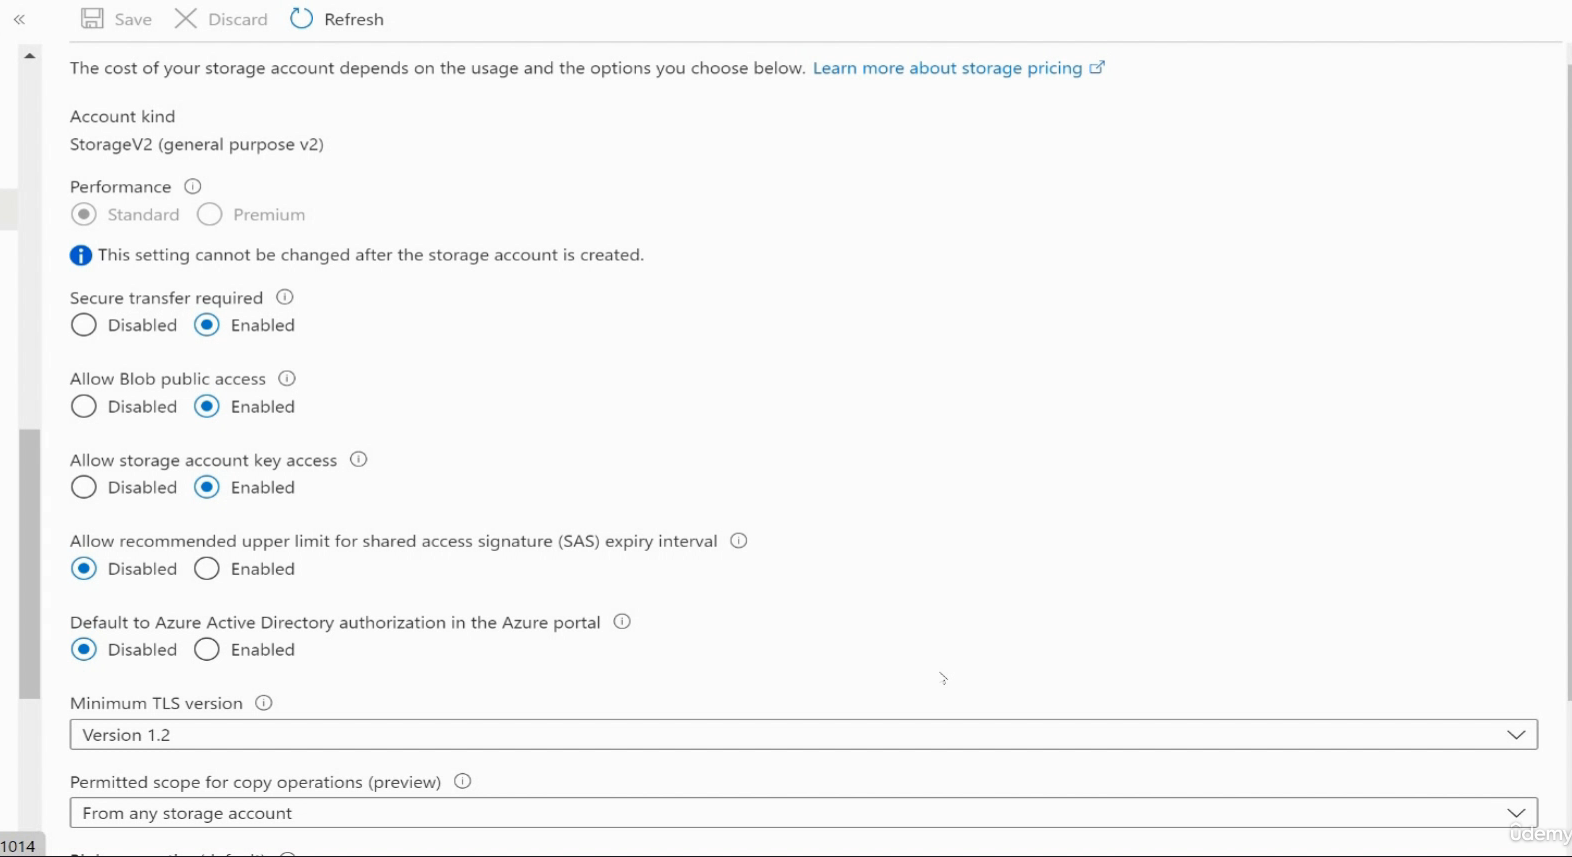 « Save Discard Refresh
The cost of your storage account depends on the usage and the options you choose below. Learn more about storage pricing
Account kind
StorageV2 (general purpose v2)
Performance
Standard Premium
This setting cannot be changed after the storage account is created.
Secure transfer required
Disabled Enabled
Allow Blob public access
Disabled Enabled
Allow storage account key access
Disabled Enabled
Allow recommended upper limit for shared access signature (SAS) expiry interval
Disabled Enabled
Default to Azure Active Directory authorization in the Azure portal
Disabled Enabled
Minimum TLS version
Version 1.2
Permitted scope for copy operations (preview)
From any storage account
ûdemy
1014